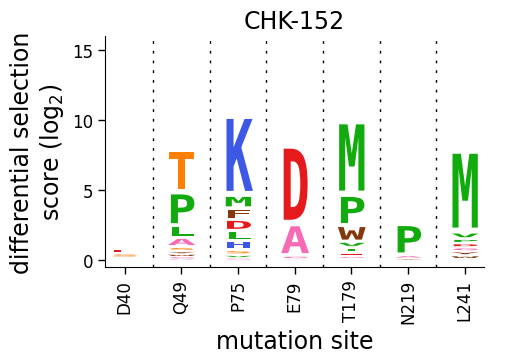 CHK-152
differential selection
score (log₂)
15
10
5
0
T
P
L
A
K
M
F
D
L
H
D
A
M
P
W
V
P
M
V
D40
Q49
P75
E79
T179
N219
L241
mutation site